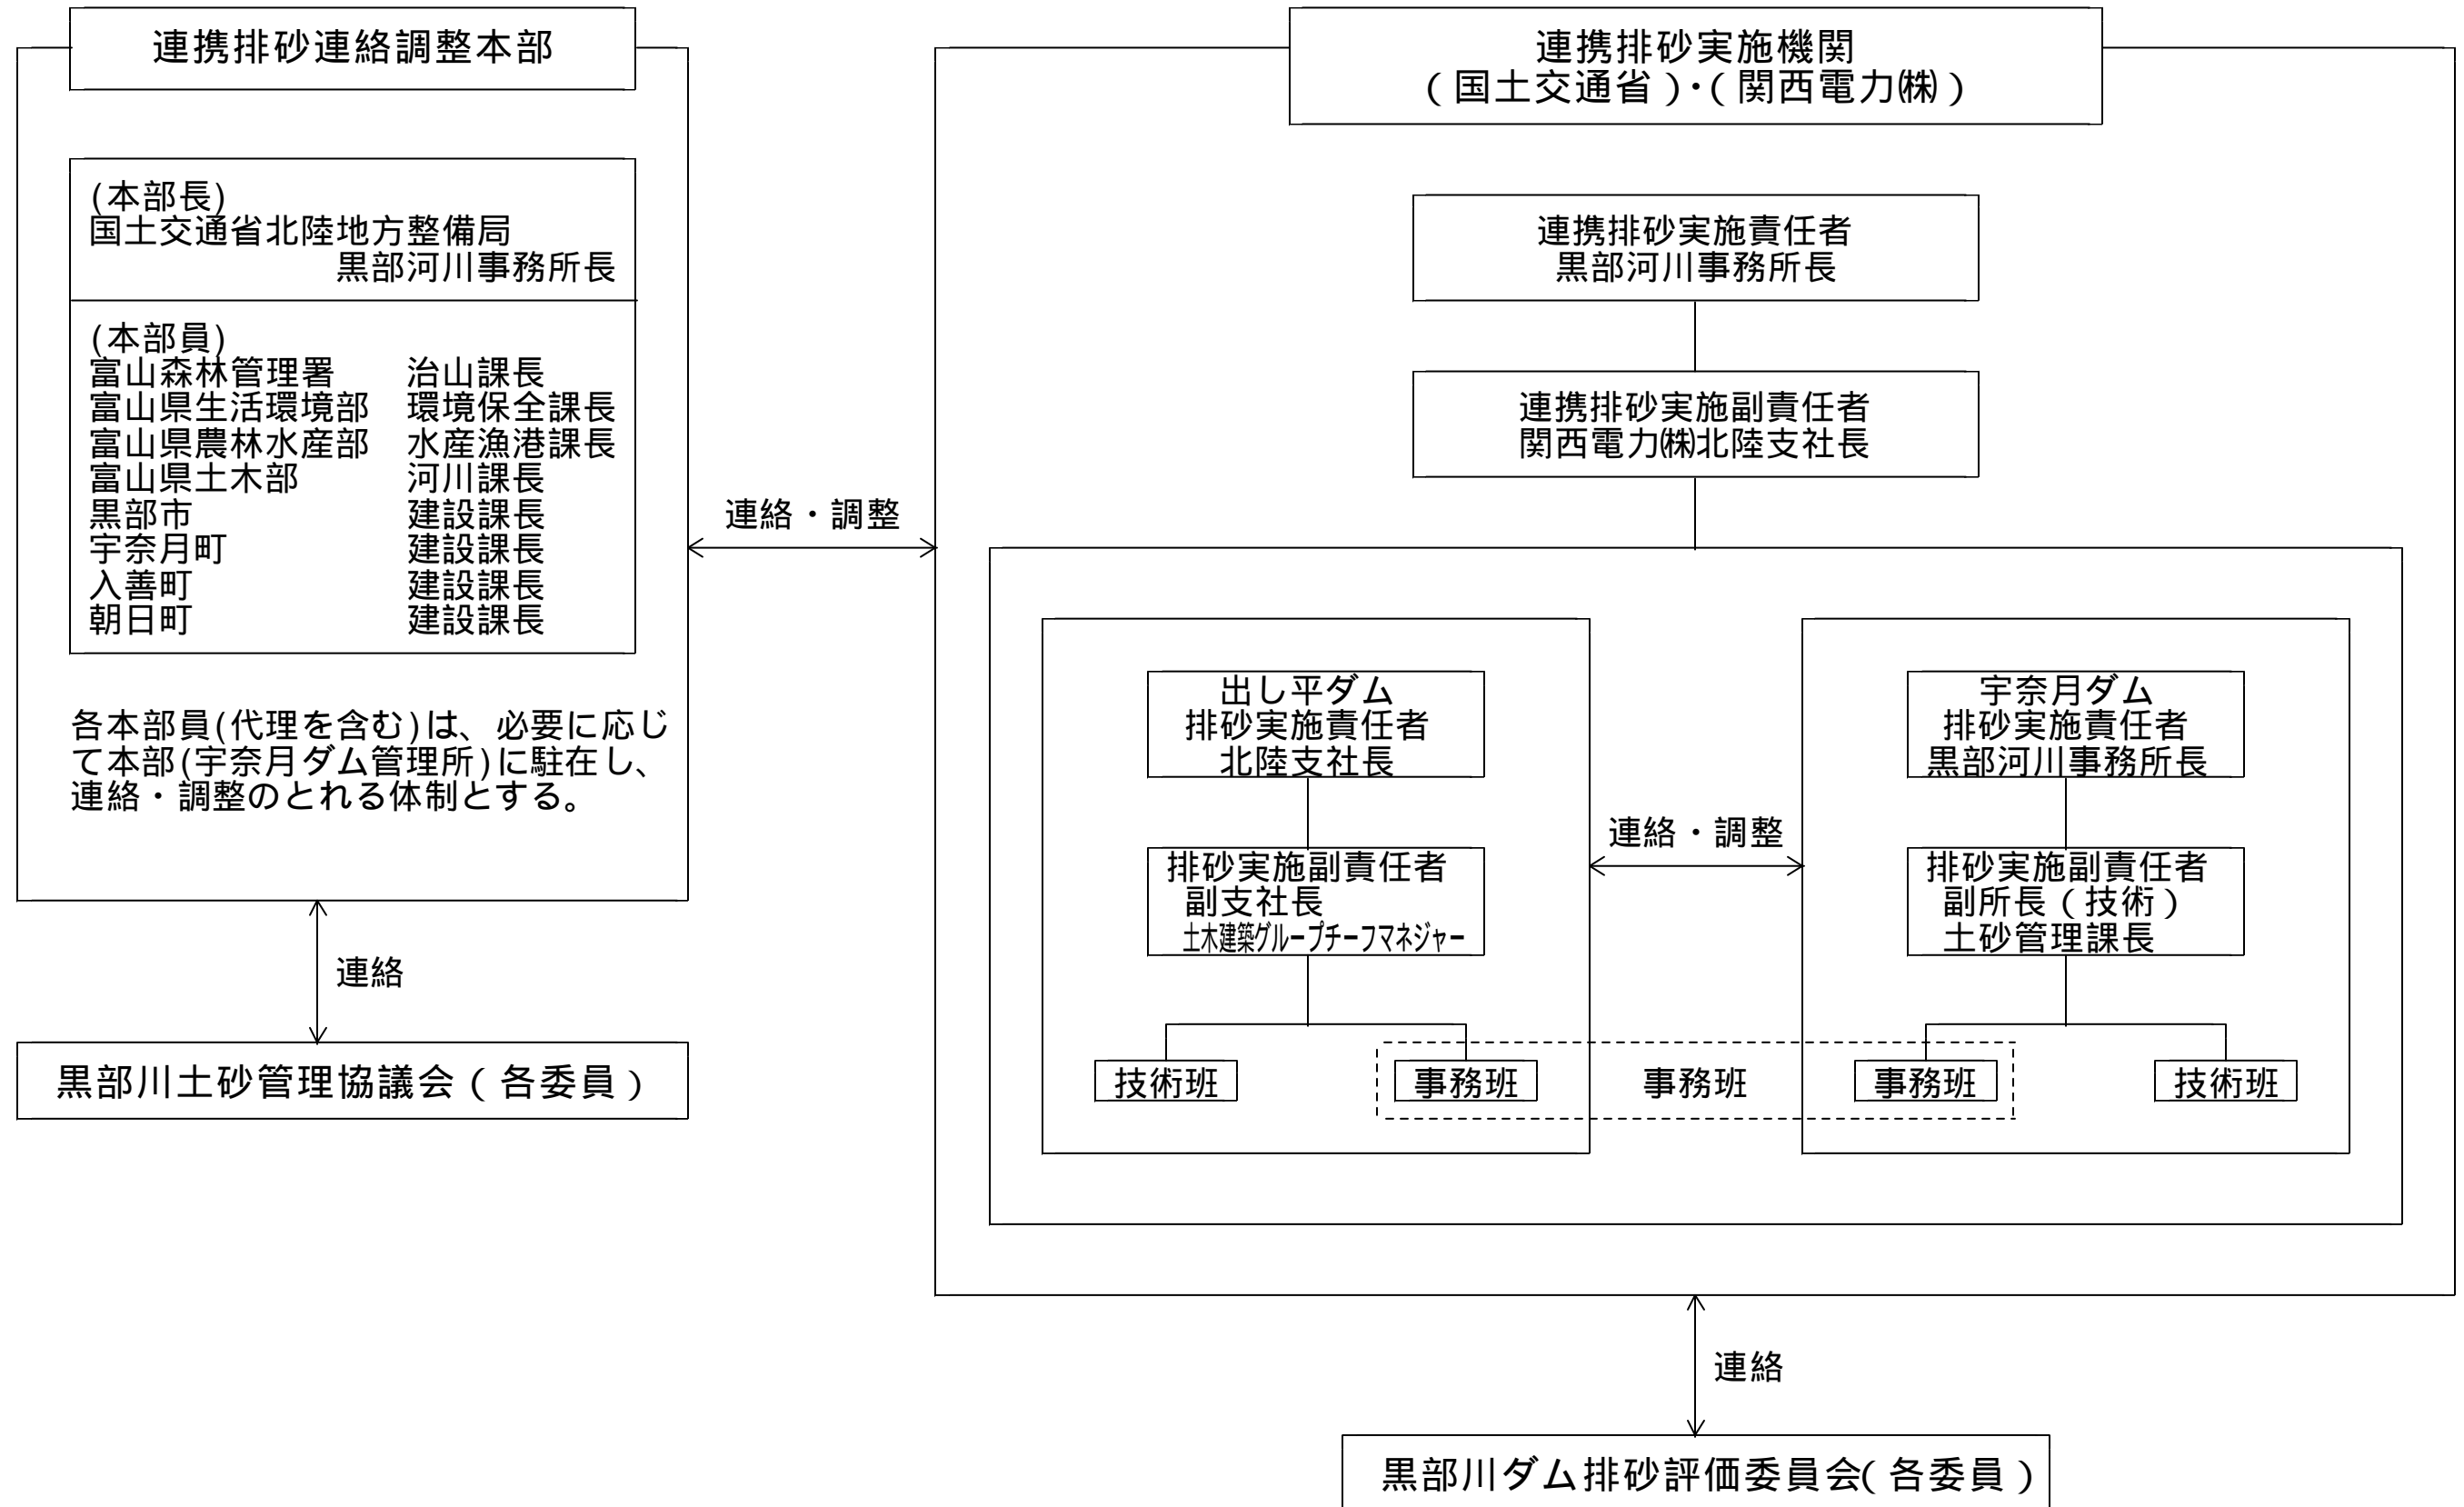 連携排砂連絡調整本部
(本部長)
国土交通省北陸地方整備局
黒部河川事務所長
(本部員)
富山森林管理署 治山課長
富山県生活環境部 環境保全課長
富山県農林水産部 水産漁港課長
富山県土木部 河川課長
黒部市 建設課長
宇奈月町 建設課長
入善町 建設課長
朝日町 建設課長
各本部員(代理を含む)は、必要に応じ
て本部(宇奈月ダム管理所)に駐在し、
連絡・調整のとれる体制とする。
連絡
黒部川土砂管理協議会(各委員)
連絡・調整
連携排砂実施機関
(国土交通省)・(関西電力㈱)
連携排砂実施責任者
黒部河川事務所長
連携排砂実施副責任者
関西電力㈱北陸支社長
出し平ダム
排砂実施責任者
北陸支社長
排砂実施副責任者
副支社長
土木建築グループチーフマネジャー
技術班
事務班
連絡・調整
事務班
宇奈月ダム
排砂実施責任者
黒部河川事務所長
排砂実施副責任者
副所長(技術)
土砂管理課長
事務班
技術班
連絡
黒部川ダム排砂評価委員会(各委員)